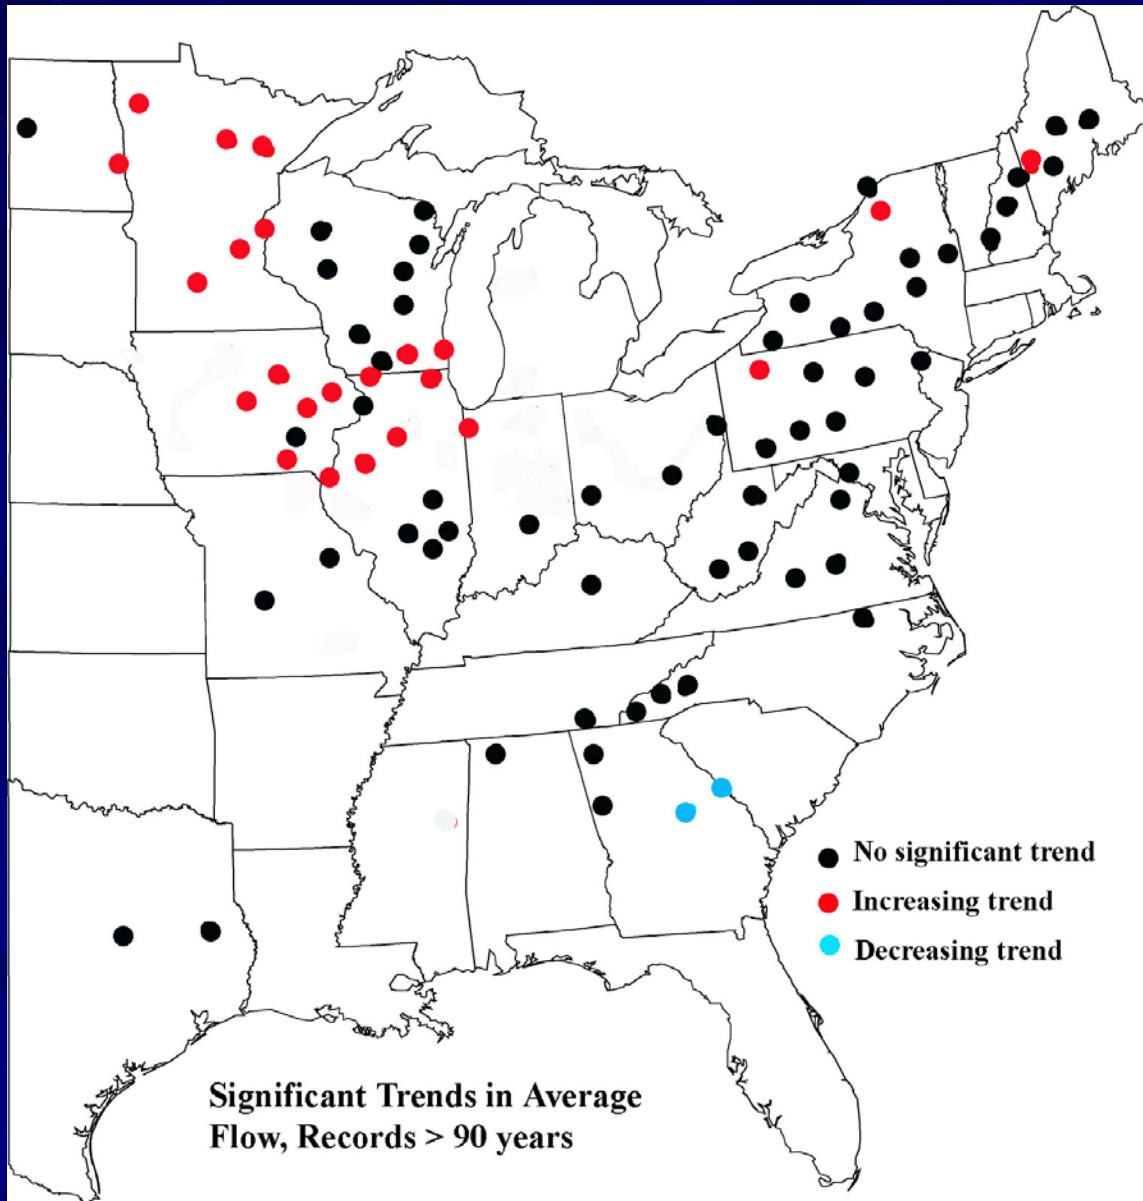 No significant trend
Increasing trend
Decreasing trend
Significant Trends in Average
Flow, Records > 90 years